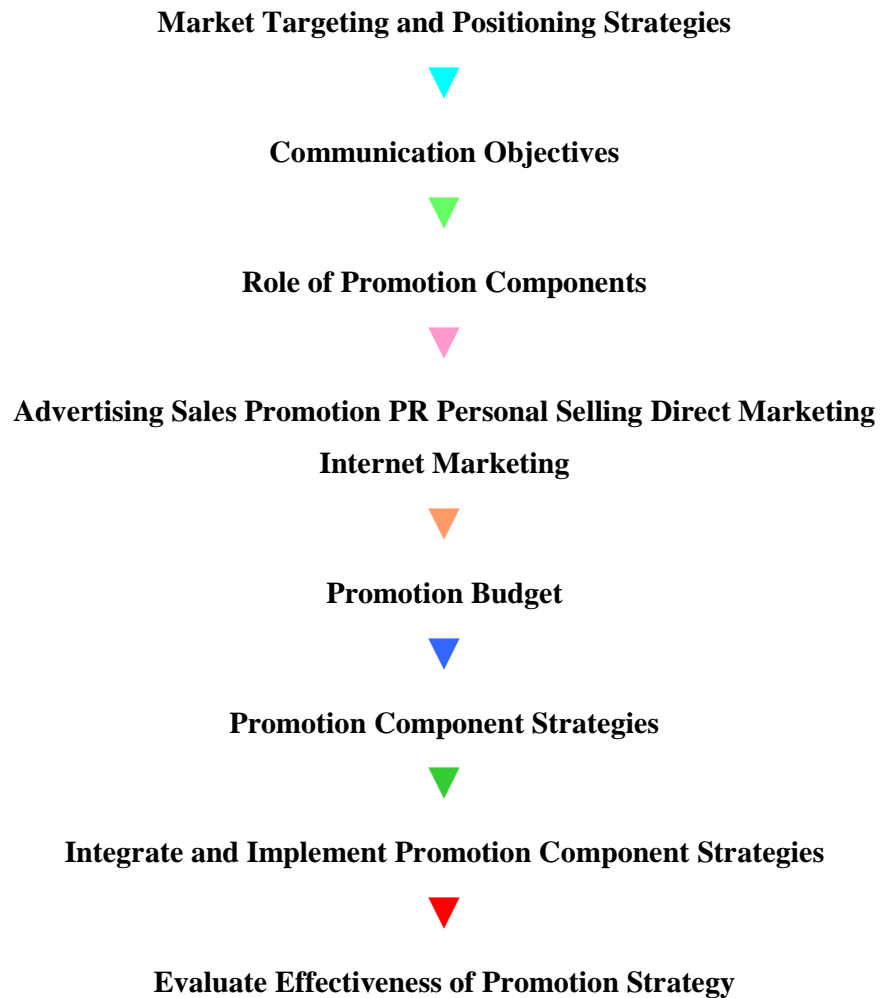 Market Targeting and Positioning Strategies
Communication Objectives
Role of Promotion Components
Advertising Sales Promotion PR Personal Selling Direct Marketing
Internet Marketing
Promotion Budget
Promotion Component Strategies
Integrate and Implement Promotion Component Strategies
Evaluate Effectiveness of Promotion Strategy